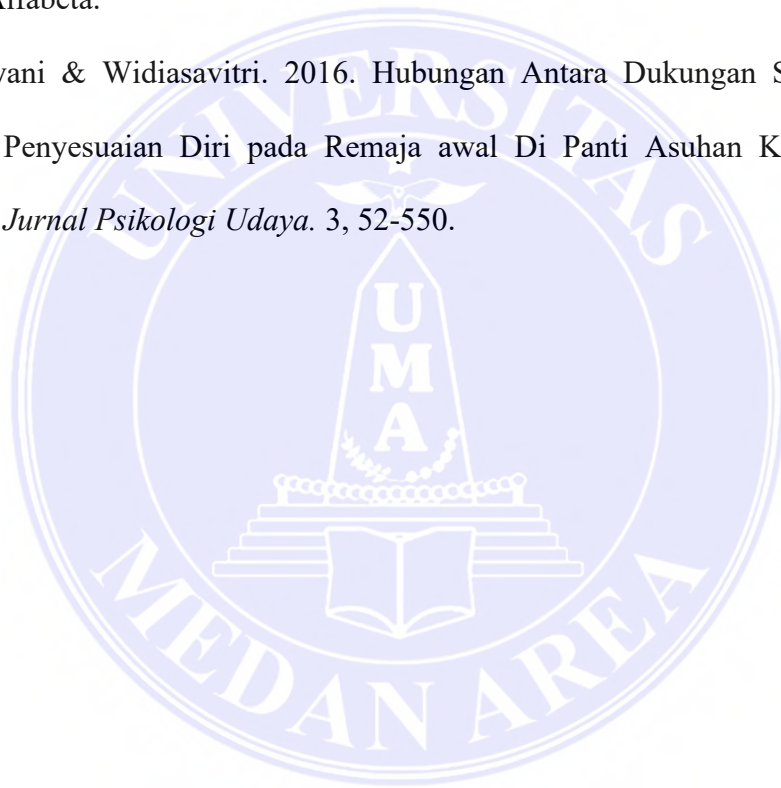 Alfabeta.
vani & Widiasavitri. 2016. Hubungan Antara Dukungan S
Penyesuaian Diri pada Remaja awal Di Panti Asuhan K
Jurnal Psikologi Udaya. 3, 52-550.
UNIVERSITAS
U
M
A
MEDAN AREA